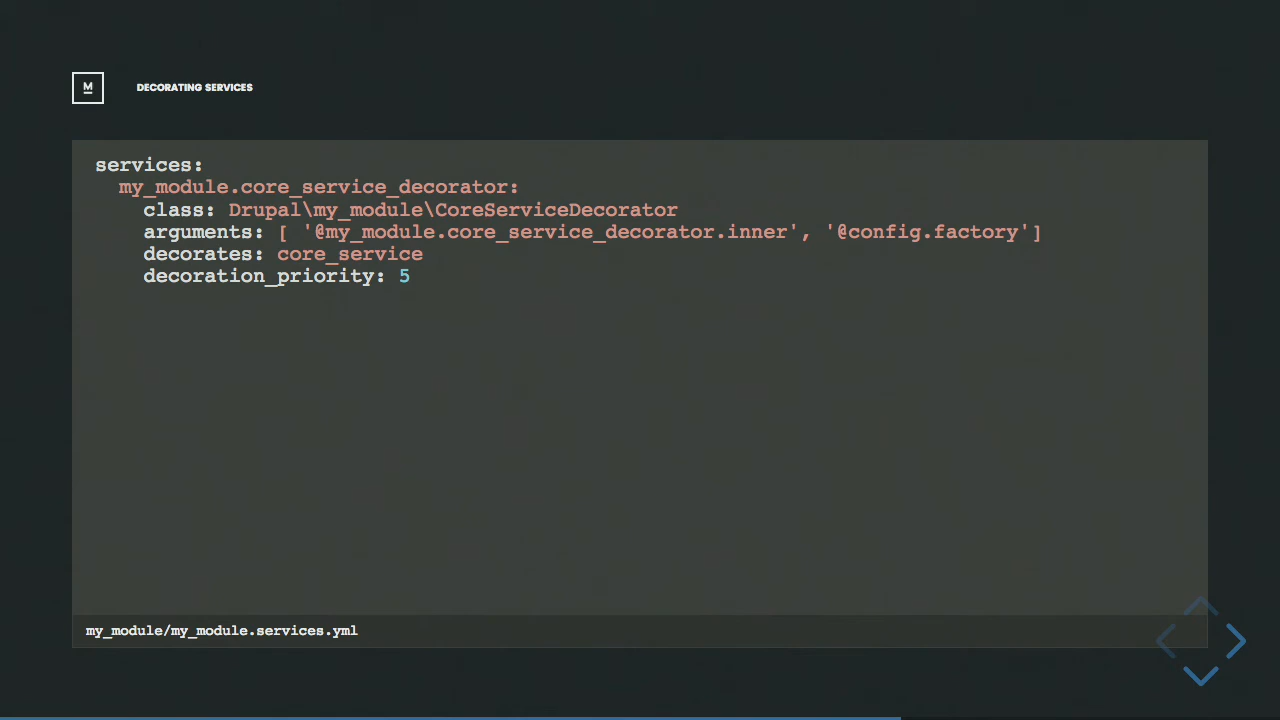 M
DECORATING SERVICES
services:
  my_module.core_service_decorator:
    class: Drupal\my_module\CoreServiceDecorator
    arguments: [ '@my_module.core_service_decorator.inner', '@config.factory']
    decorates: core_service
    decoration_priority: 5
my_module/my_module.services.yml